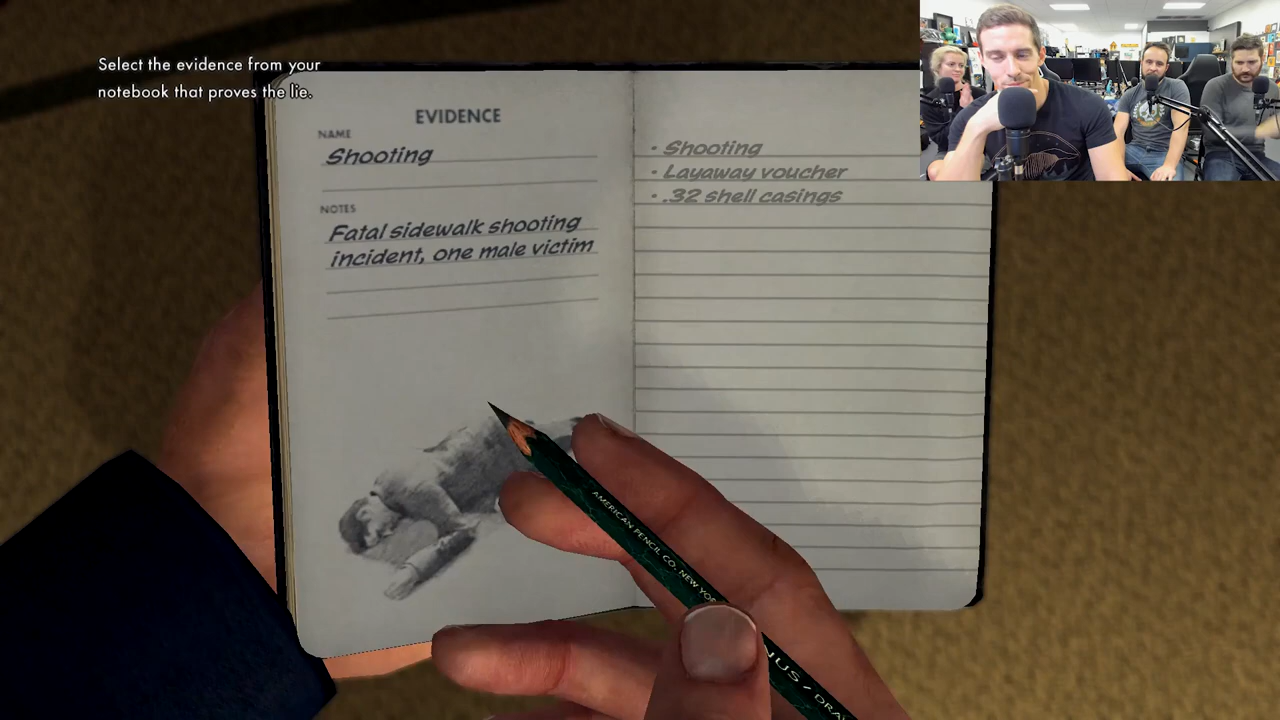 Select the evidence from your
notebook that proves the lie.
EVIDENCE
NAME
Shooting
NOTES
Fatal sidewalk shooting
incident, one male victim
• Shooting
• Layaway voucher
• .32 shell casings
AMERICAN PENCIL CO. NEW YOR